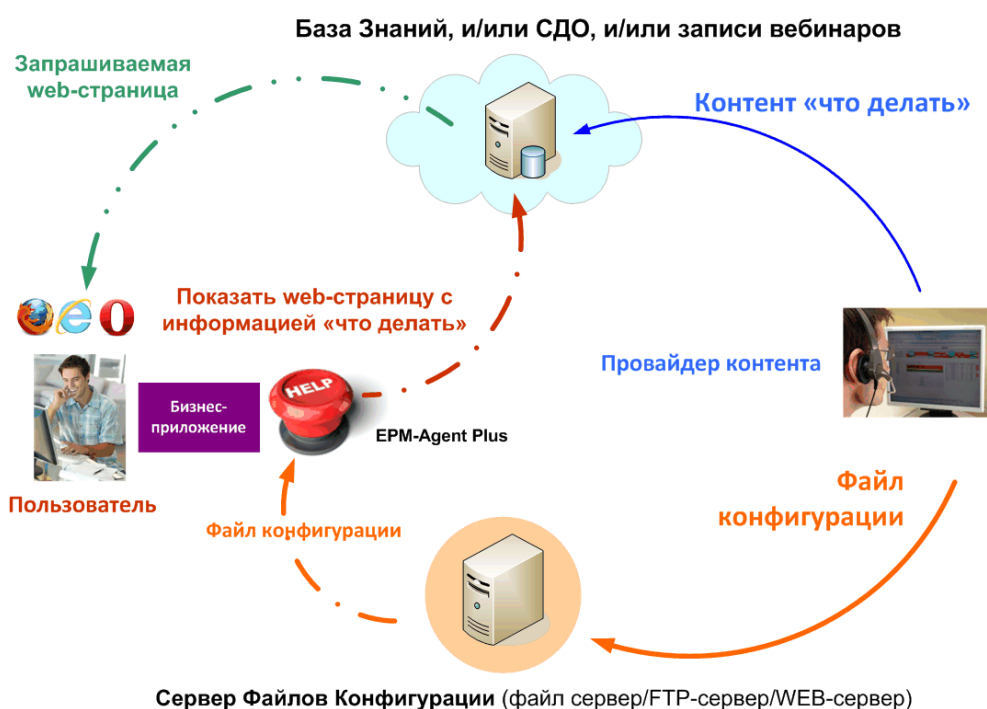 База Знаний, и/или СДО, и/или записи вебинаров
Запрашиваемая
web-страница
Контент «что делать»
Показать web-страницу с
информацией «что делать»
Провайдер контента
HELP
Бизнес-
приложение
EPM-Agent Plus
Пользователь
Файл
конфигурации
Файл конфигурации
Сервер Файлов Конфигурации (файл сервер/FTP-сервер/WEB-сервер)